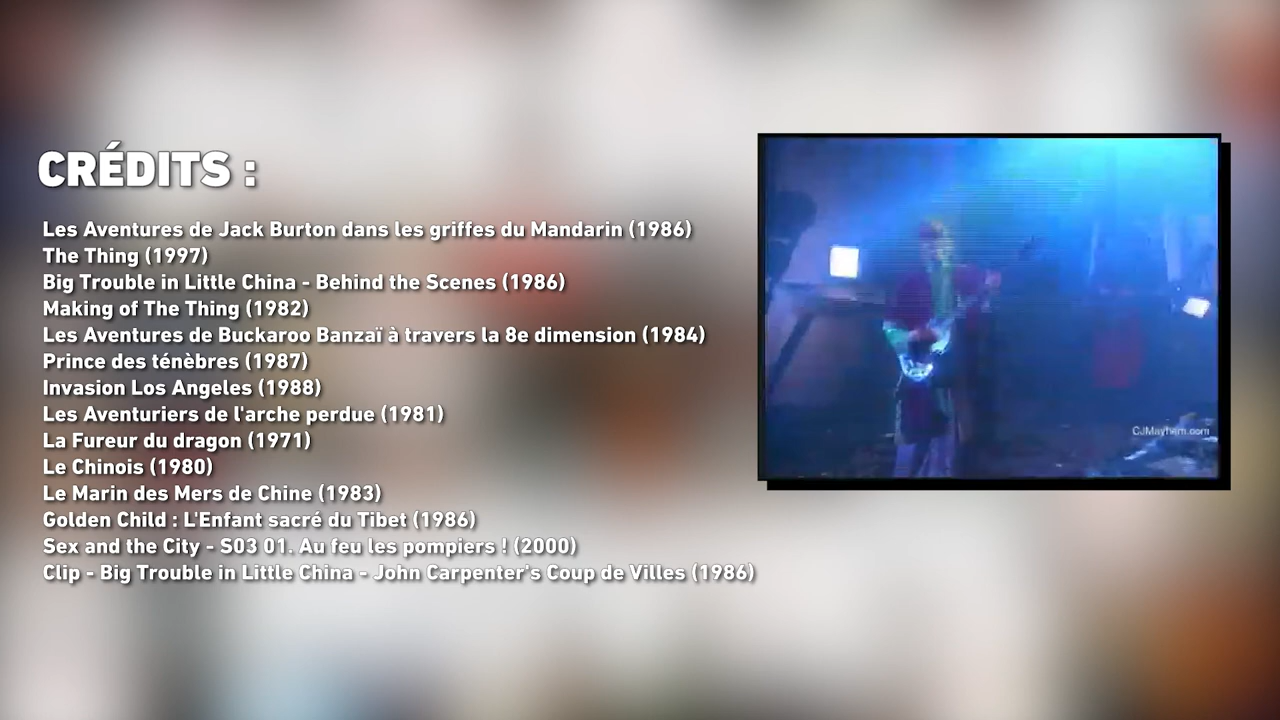 CRÉDITS :
Les Aventures de Jack Burton dans les griffes du Mandarin (1986)
The Thing (1997)
Big Trouble in Little China - Behind the Scenes (1986)
Making of The Thing (1982)
Les Aventures de Buckaroo Banzaï à travers la 8e dimension (1984)
Prince des ténèbres (1987)
Invasion Los Angeles (1988)
Les Aventuriers de l'arche perdue (1981)
La Fureur du dragon (1971)
Le Chinois (1980)
Le Marin des Mers de Chine (1983)
Golden Child : L'Enfant sacré du Tibet (1986)
Sex and the City - S03 01. Au feu les pompiers ! (2000)
Clip - Big Trouble in Little China - John Carpenter's Coup de Villes (1986)
CJMayhem.com